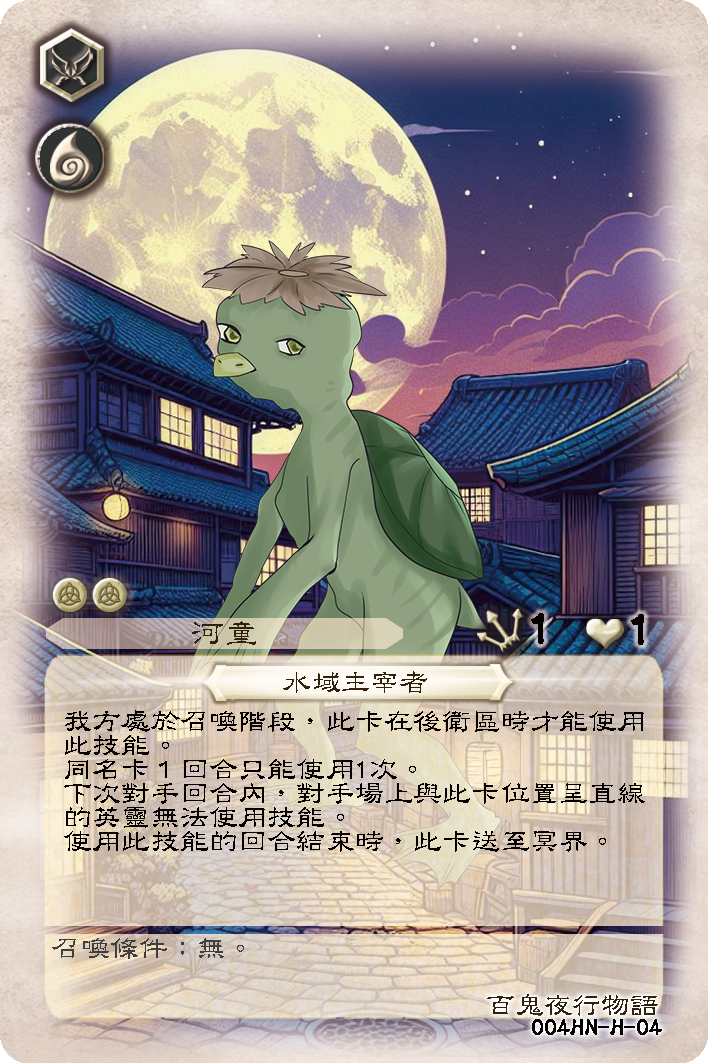 河童
1
1
水域主宰者
我方處於召喚階段，此卡在後衛區時才能使用
此技能。
同名卡１回合只能使用1次。
下次對手回合內，對手場上與此卡位置呈直線
的英靈無法使用技能。
使用此技能的回合結束時，此卡送至冥界。
召喚條件：無。
百鬼夜行物語
004HN-H-04